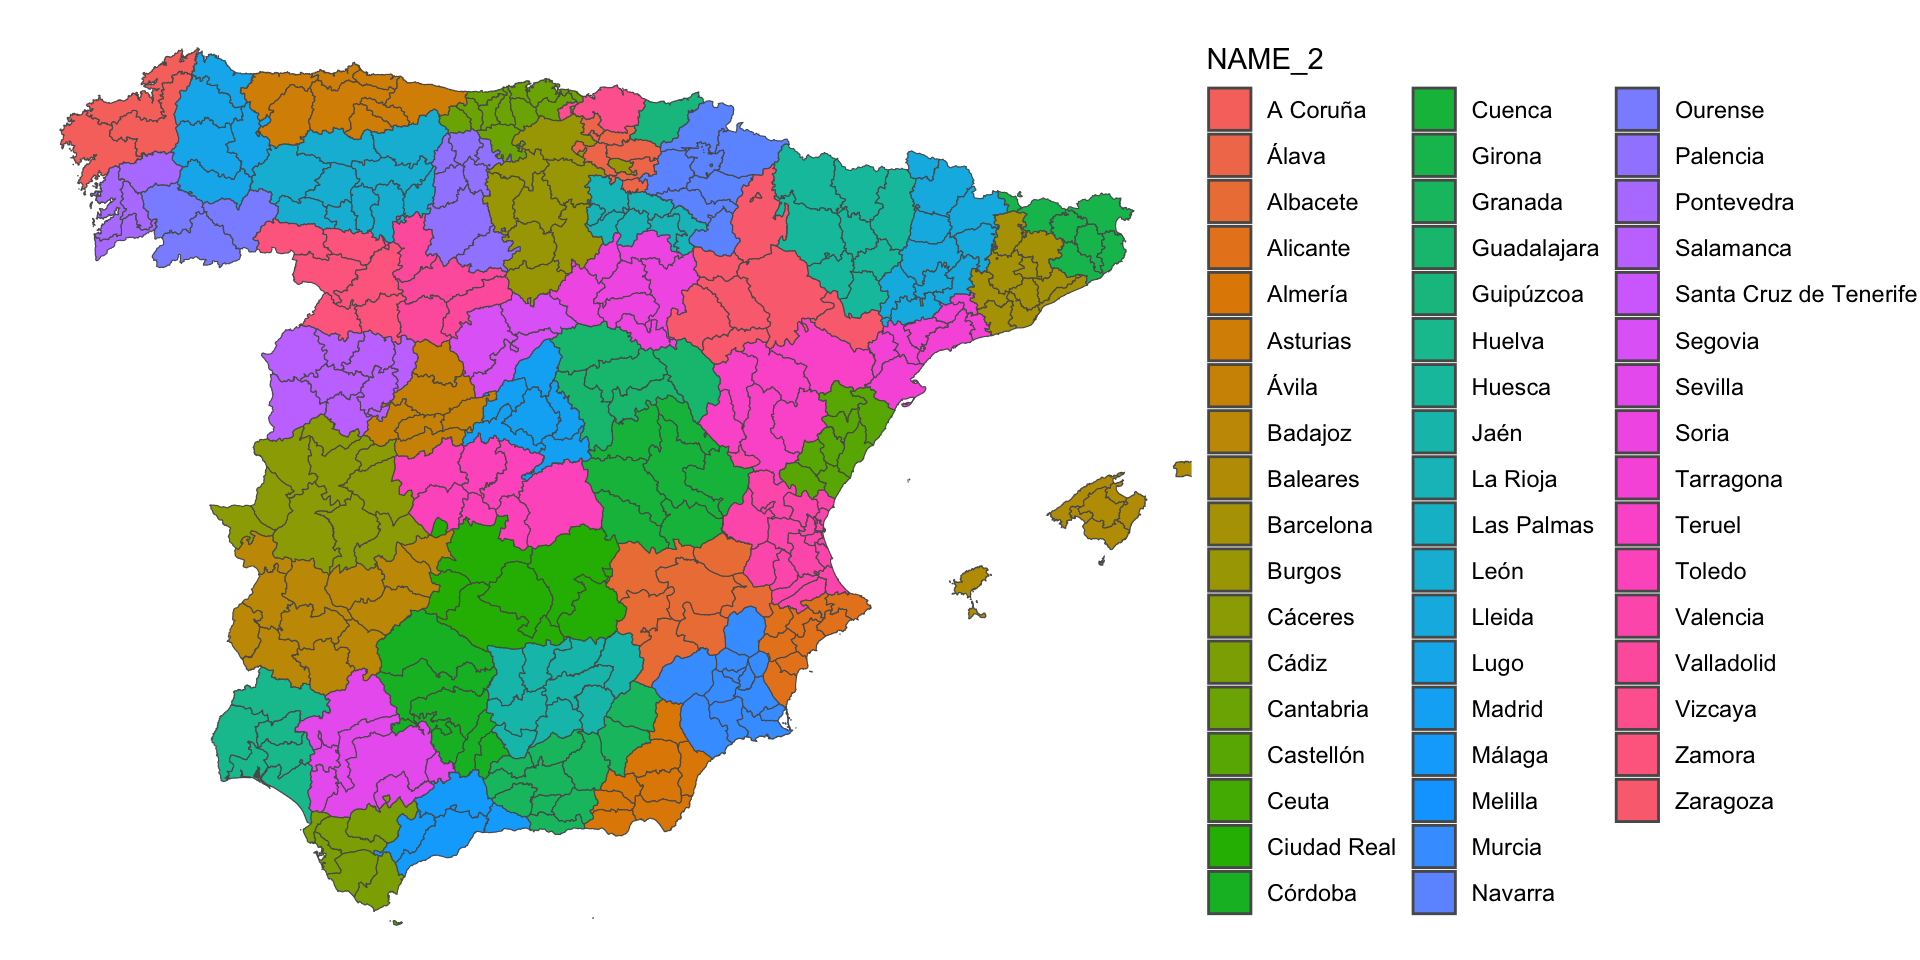 NAME_2
A Coruña
Álava
Albacete
Alicante
Almería
Asturias
Ávila
Badajoz
Baleares
Barcelona
Burgos
Cáceres
Cádiz
Cantabria
Castellón
Ceuta
Ciudad Real
Córdoba
Cuenca
Girona
Granada
Guadalajara
Guipúzcoa
Huelva
Huesca
Jaén
La Rioja
Las Palmas
León
Lleida
Lugo
Madrid
Málaga
Melilla
Murcia
Navarra
Ourense
Palencia
Pontevedra
Salamanca
Santa Cruz de Tenerife
Segovia
Sevilla
Soria
Tarragona
Teruel
Toledo
Valencia
Valladolid
Vizcaya
Zamora
Zaragoza